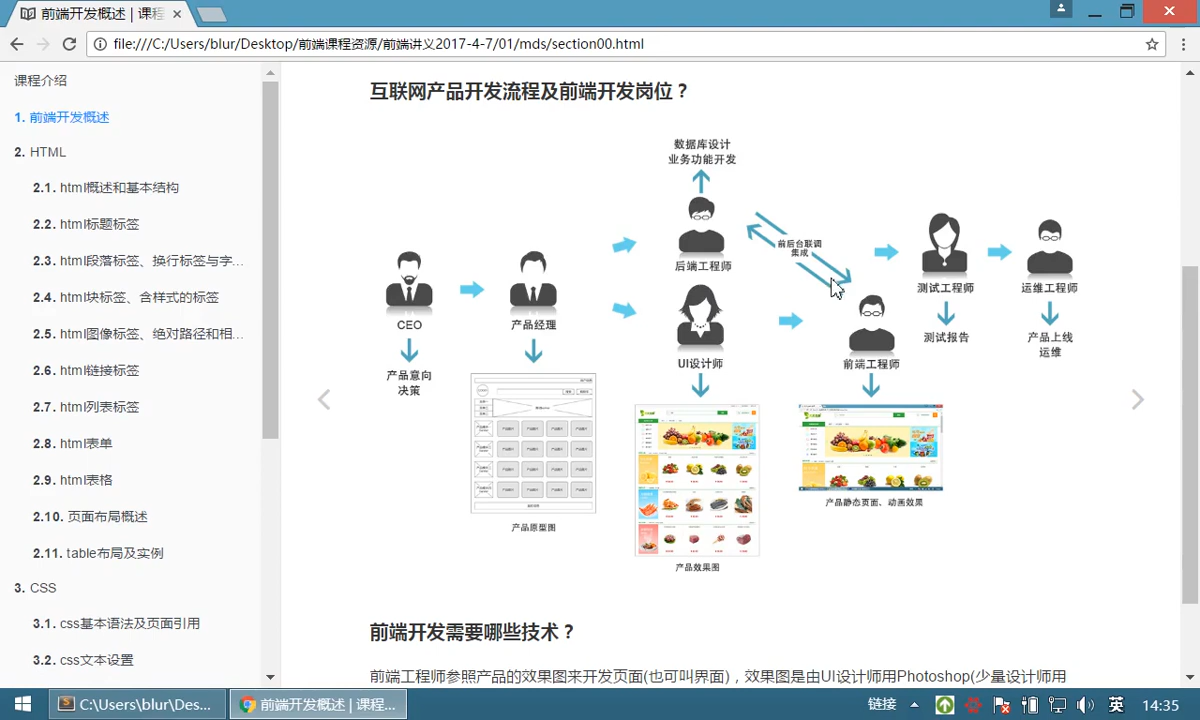 前端开发概述 | 课程
file:///C:/Users/blur/Desktop/前端课程资源/前端讲义2017-4-7/01/mds/section00.html
课程介绍
1. 前端开发概述
2. HTML
2.1. html概述和基本结构
2.2. html标题标签
2.3. html段落标签、换行标签与字...
2.4. html块标签、含样式的标签
2.5. html图像标签、绝对路径和相...
2.6. html链接标签
2.7. html列表标签
2.8. html表单
2.9. html表格
2.10. 页面布局概述
2.11. table布局及实例
3. CSS
3.1. css基本语法及页面引用
3.2. css文本设置
互联网产品开发流程及前端开发岗位？
数据库设计
业务功能开发
后端工程师
前后台联调
集成
CEO
产品经理
UI设计师
前端工程师
测试工程师
运维工程师
产品意向
决策
测试报告
产品上线
运维
产品原型图
产品效果图
产品静态页面、动画效果
前端开发需要哪些技术？
前端工程师参照产品的效果图来开发页面(也可叫界面)，效果图是由UI设计师用Photoshop(少量设计师用
C:\Users\blur\Des...
前端开发概述 | 课程...
链接
英
14:35